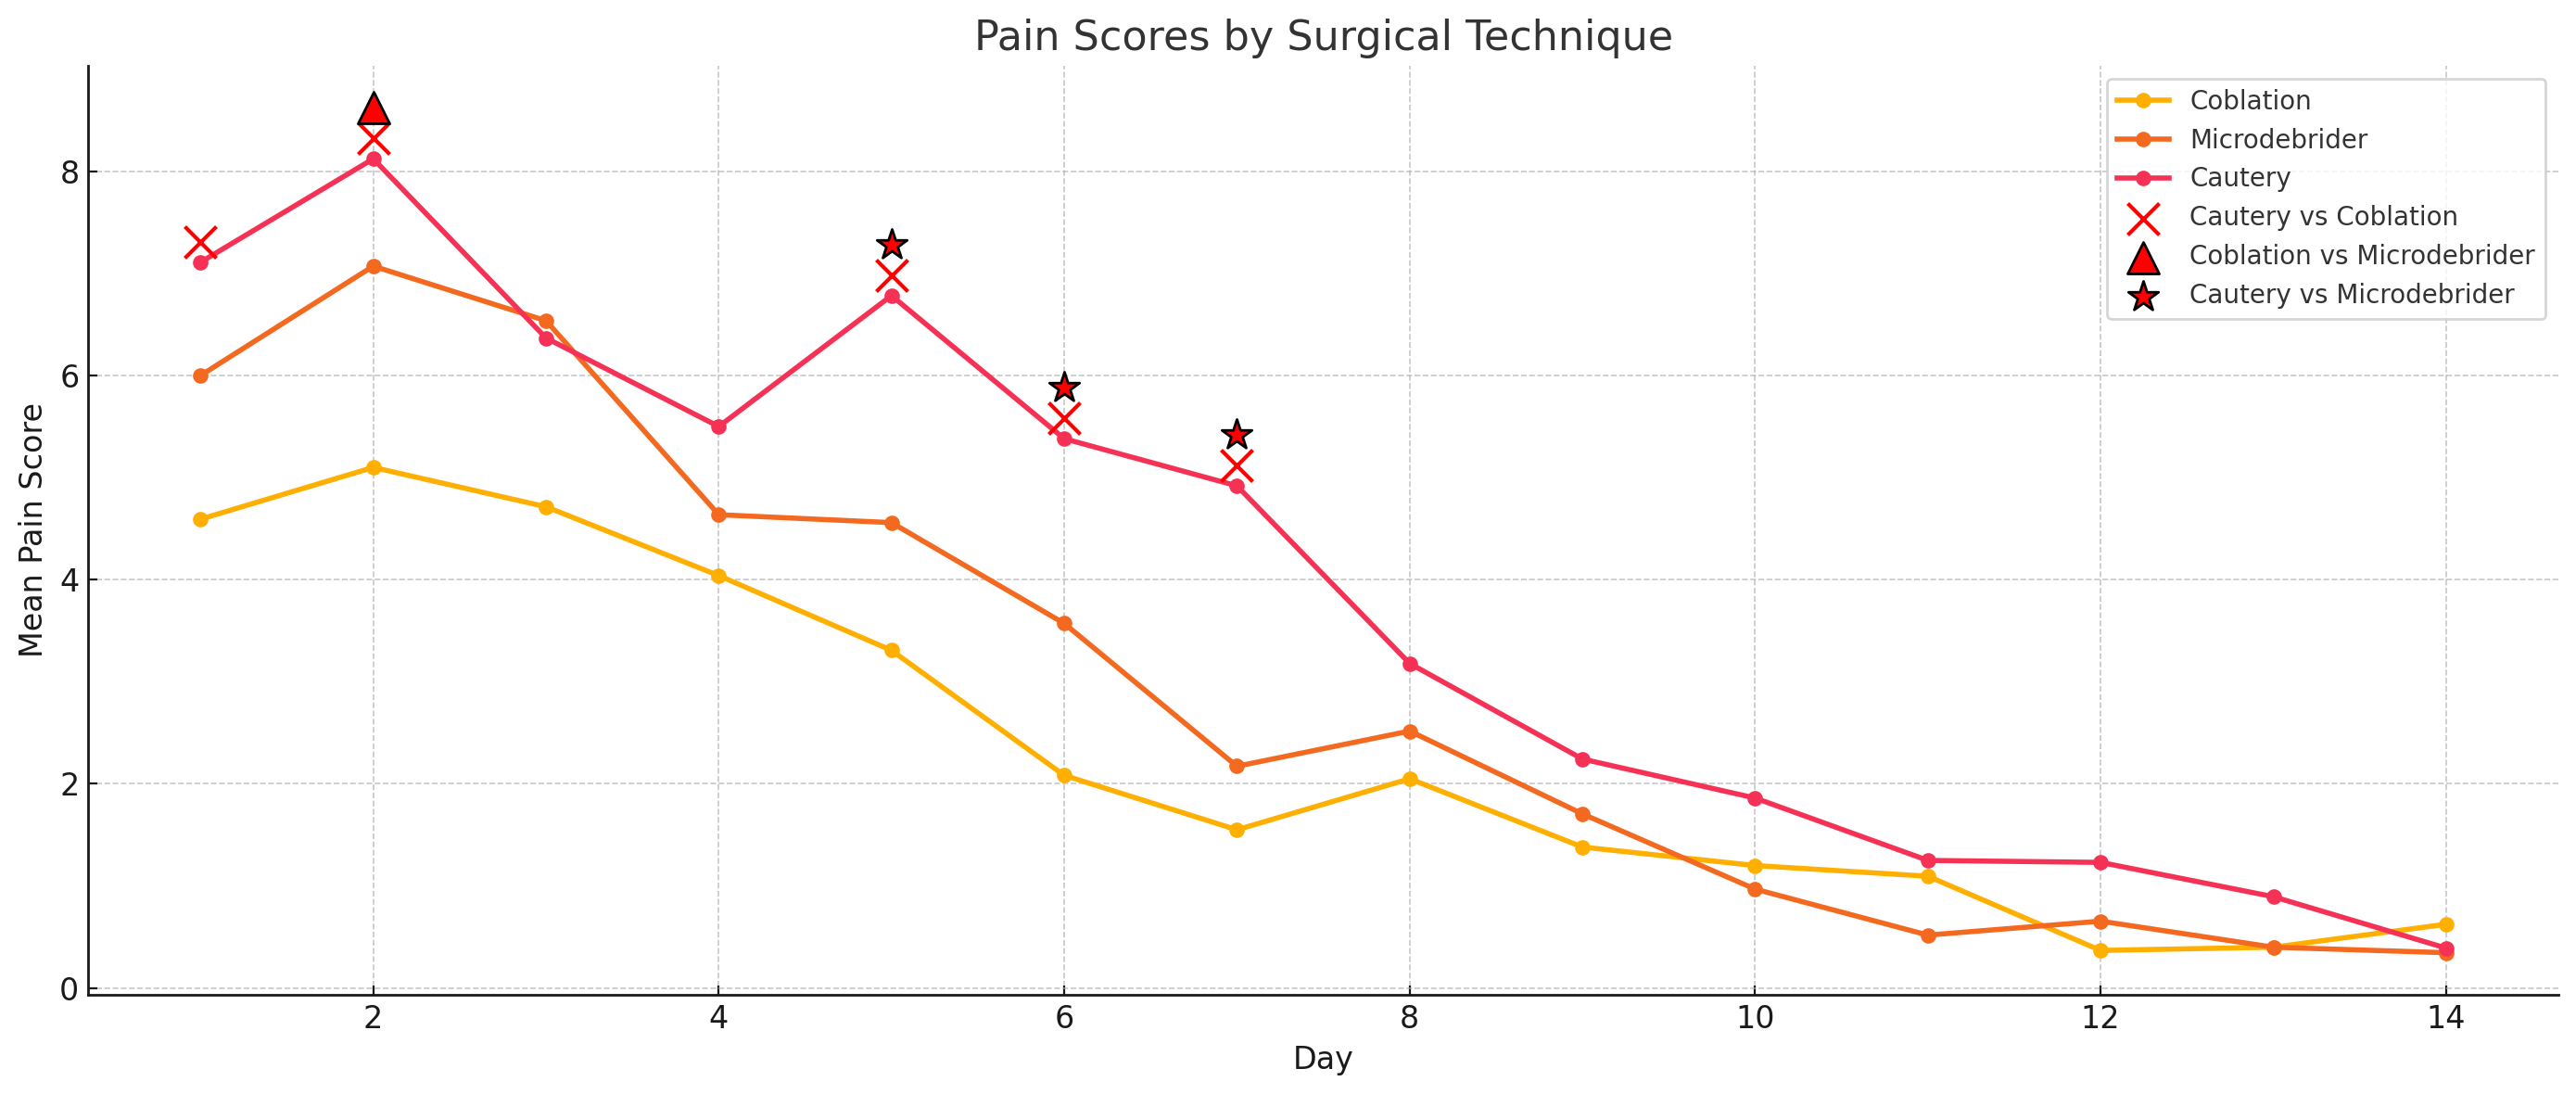 Pain Scores by Surgical Technique
Coblation
Microdebrider
Cautery
Cautery vs Coblation
Coblation vs Microdebrider
Cautery vs Microdebrider
Mean Pain Score
8
6
4
2
0
2 4 6 8 10 12 14
Day